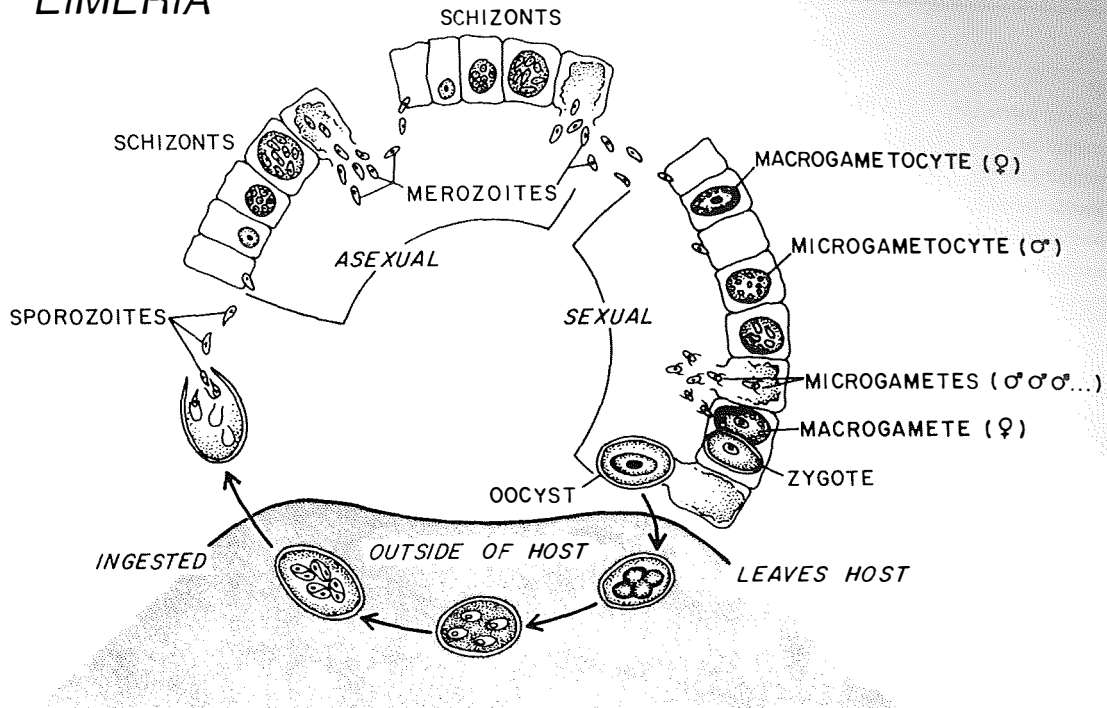 EIMERIA
SCHIZONTS
SCHIZONTS
MEROZOITES
ASEXUAL
SPOROZOITES
SEXUAL
MACROGAMETOCYTE (♀)
MICROGAMETOCYTE (♂)
MICROGAMETES (♂♂♂...)
MACROGAMETE (♀)
ZYGOTE
OOCYST
INGESTED
OUTSIDE OF HOST
LEAVES HOST